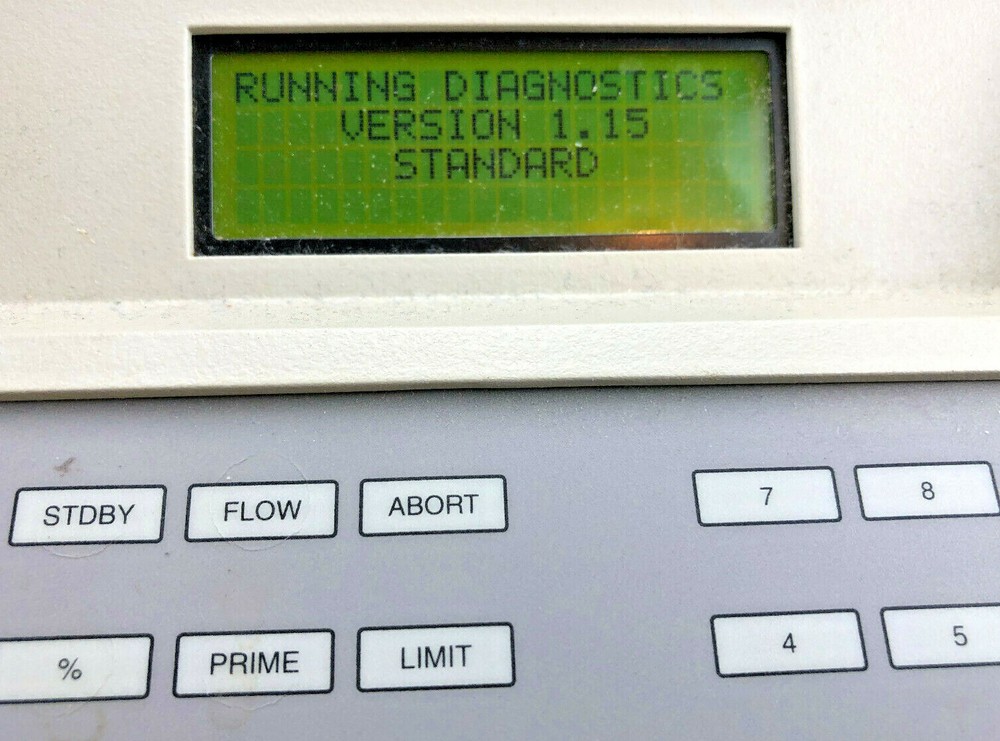 RUNNING DIAGNOSTICS
VERSION 1.15
STANDARD
STDBY FLOW ABORT 7 8
% PRIME LIMIT 4 5